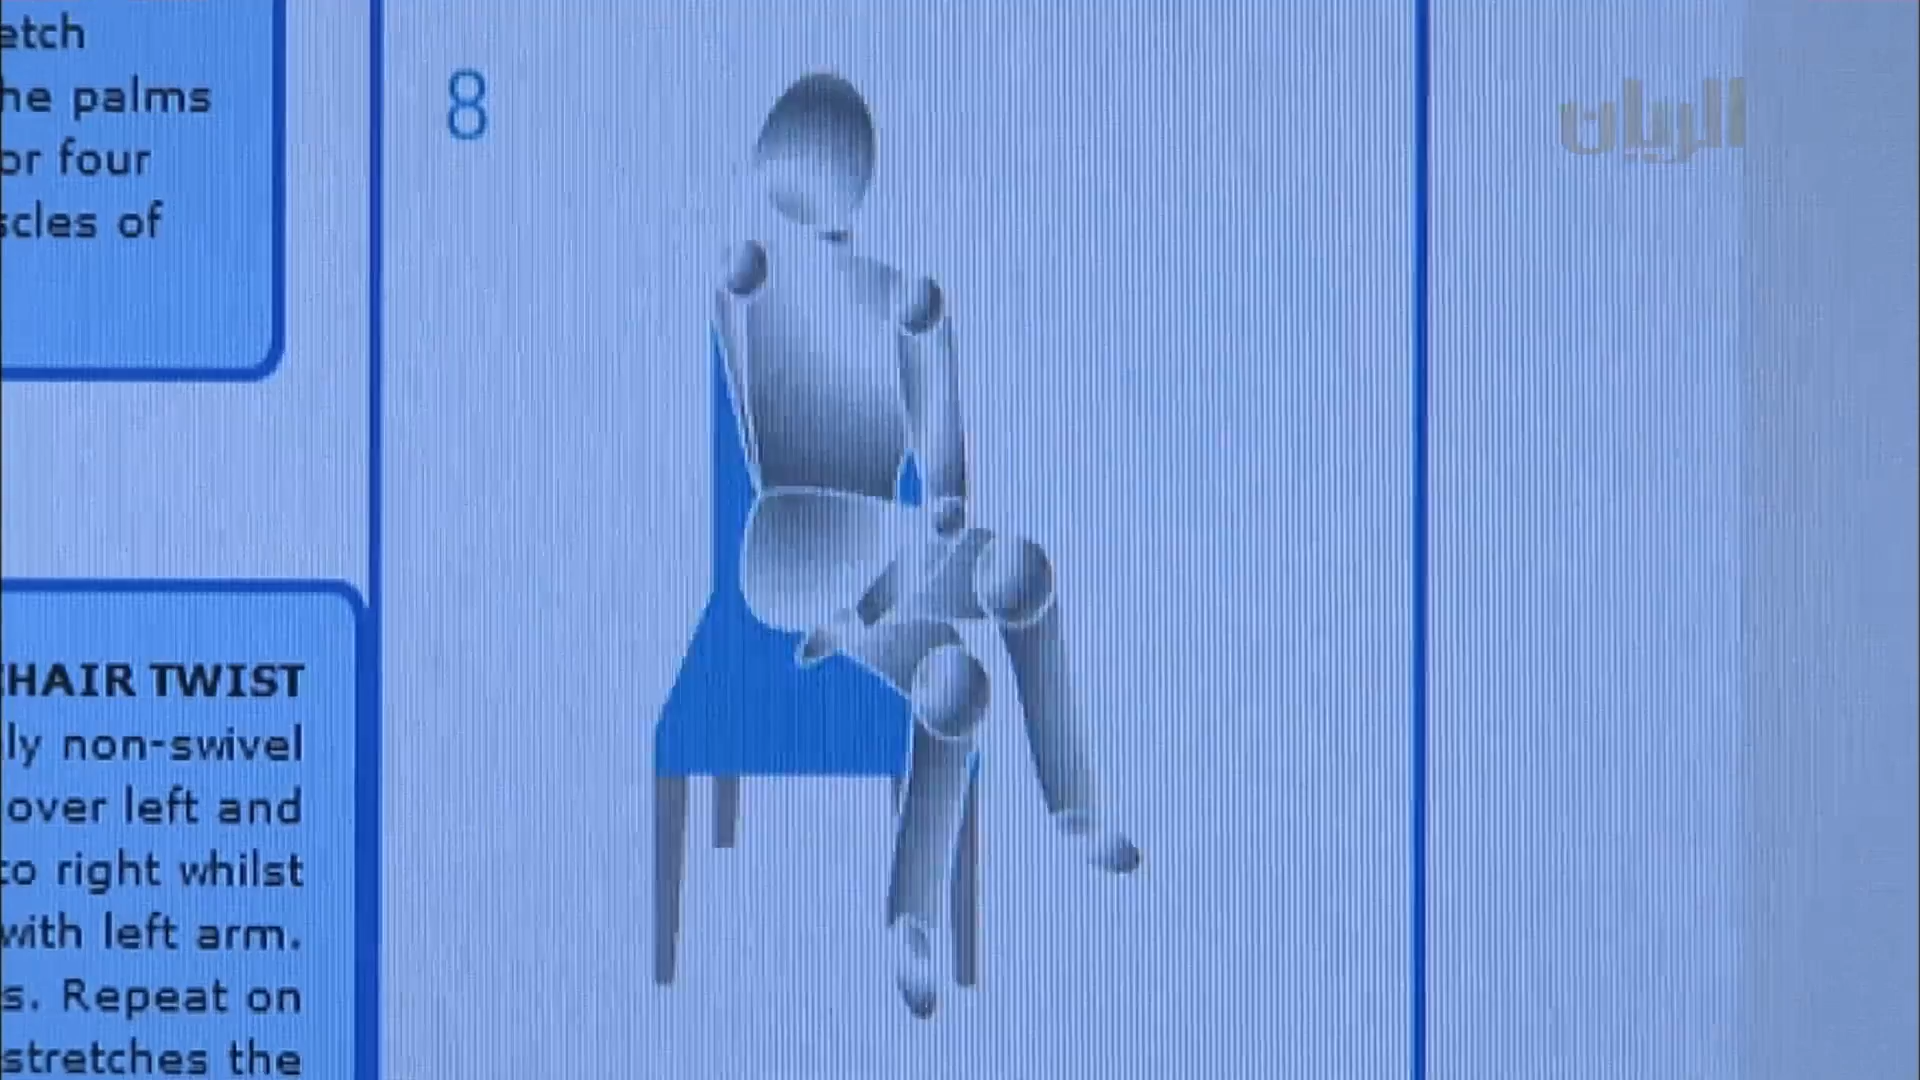 etch
he palms
or four
scles of
8
الريان
HAIR TWIST
ly non-swivel
over left and
to right whilst
with left arm.
s. Repeat on
stretches the